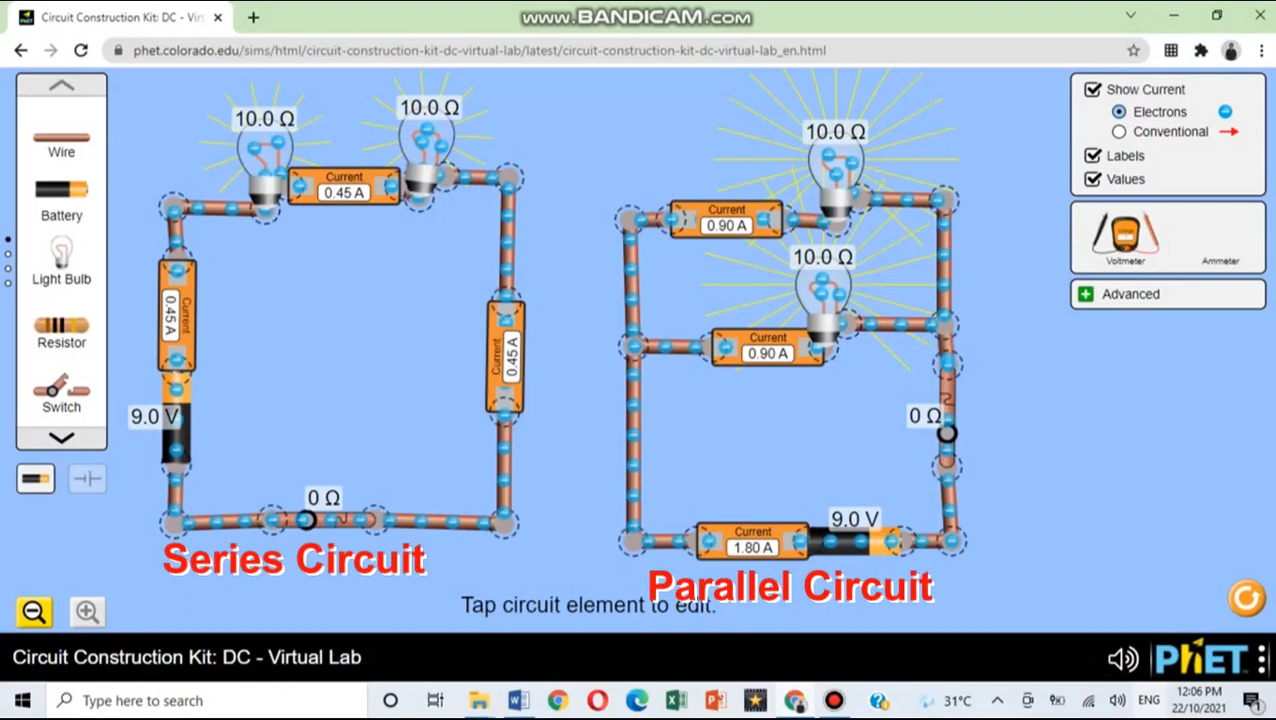 Circuit Construction Kit: DC - Virt
www.BANDICAM.com
phet.colorado.edu/sims/html/circuit-construction-kit-dc-virtual-lab/latest/circuit-construction-kit-dc-virtual-lab_en.html
Wire
Battery
Light Bulb
Resistor
Switch
10.0 Ω
10.0 Ω
Current
0.45 A
Current
0.45 A
Current
0.45 A
9.0 V
0 Ω
Series Circuit
10.0 Ω
Current
0.90 A
10.0 Ω
Current
0.90 A
0 Ω
9.0 V
Current
1.80 A
Parallel Circuit
Tap circuit element to edit.
Show Current
Electrons
Conventional
Labels
Values
Voltmeter
Ammeter
Advanced
Circuit Construction Kit: DC - Virtual Lab
PhET
Type here to search
31°C
ENG
12:06 PM
22/10/2021
1